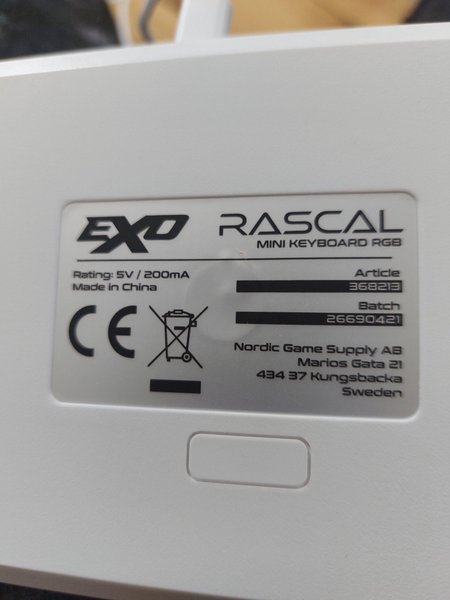 EXO RASCAL
MINI KEYBOARD RGB
Rating: 5V / 200mA
Made in China
Article
368213
Batch
26690421
CE
Nordic Game Supply AB
Marios Gata 21
434 37 Kungsbacka
Sweden